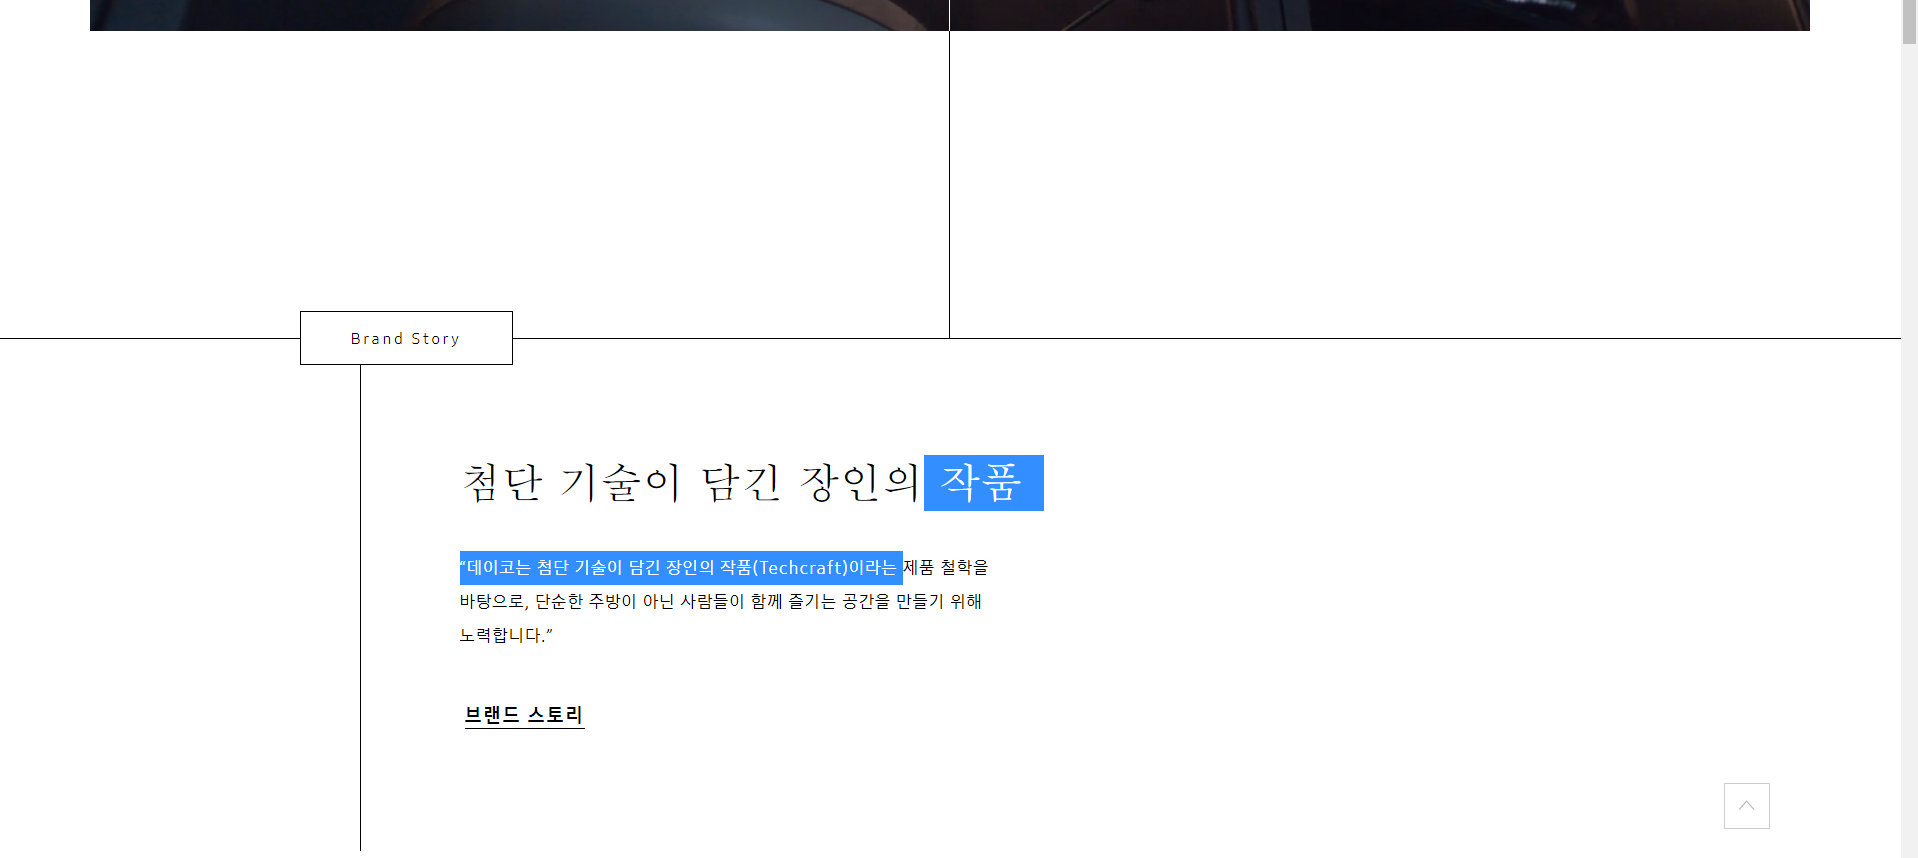 Brand Story
첨단 기술이 담긴 장인의 작품
“데이코는 첨단 기술이 담긴 장인의 작품(Techcraft)이라는 제품 철학을
바탕으로, 단순한 주방이 아닌 사람들이 함께 즐기는 공간을 만들기 위해
노력합니다.”
브랜드 스토리